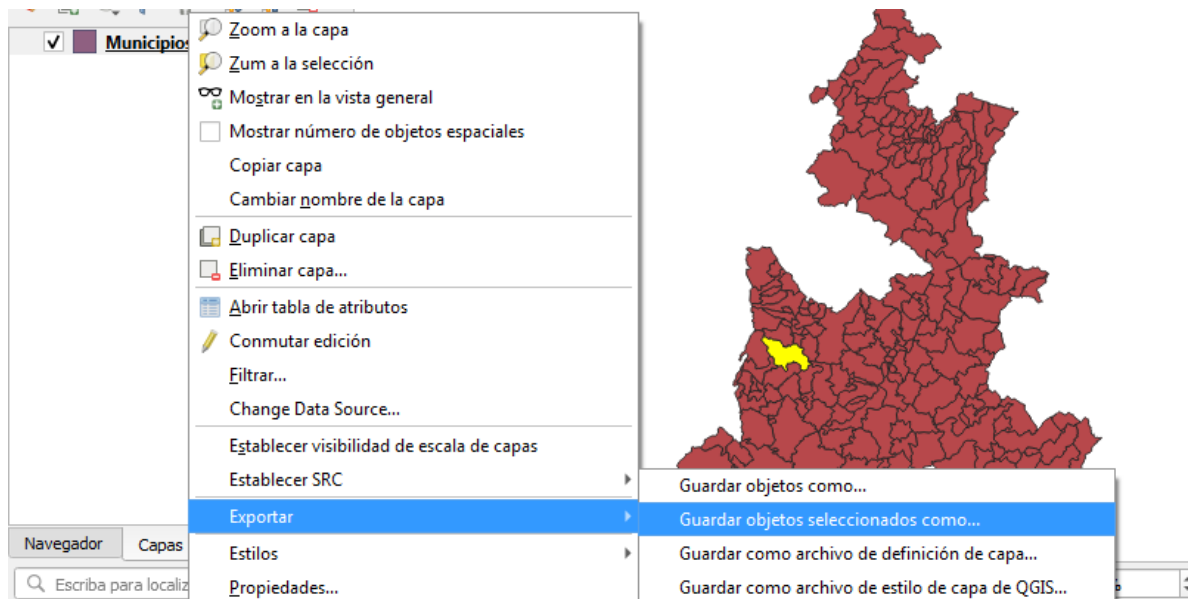 Municipios
Zoom a la capa
Zum a la selección
Mostrar en la vista general
Mostrar número de objetos espaciales
Copiar capa
Cambiar nombre de la capa
Duplicar capa
Eliminar capa...
Abrir tabla de atributos
Conmutar edición
Filtrar...
Change Data Source...
Establecer visibilidad de escala de capas
Establecer SRC
Exportar
Estilos
Propiedades...
Guardar objetos como...
Guardar objetos seleccionados como...
Guardar como archivo de definición de capa...
Guardar como archivo de estilo de capa de QGIS...
Navegador
Capas
Escriba para localiz